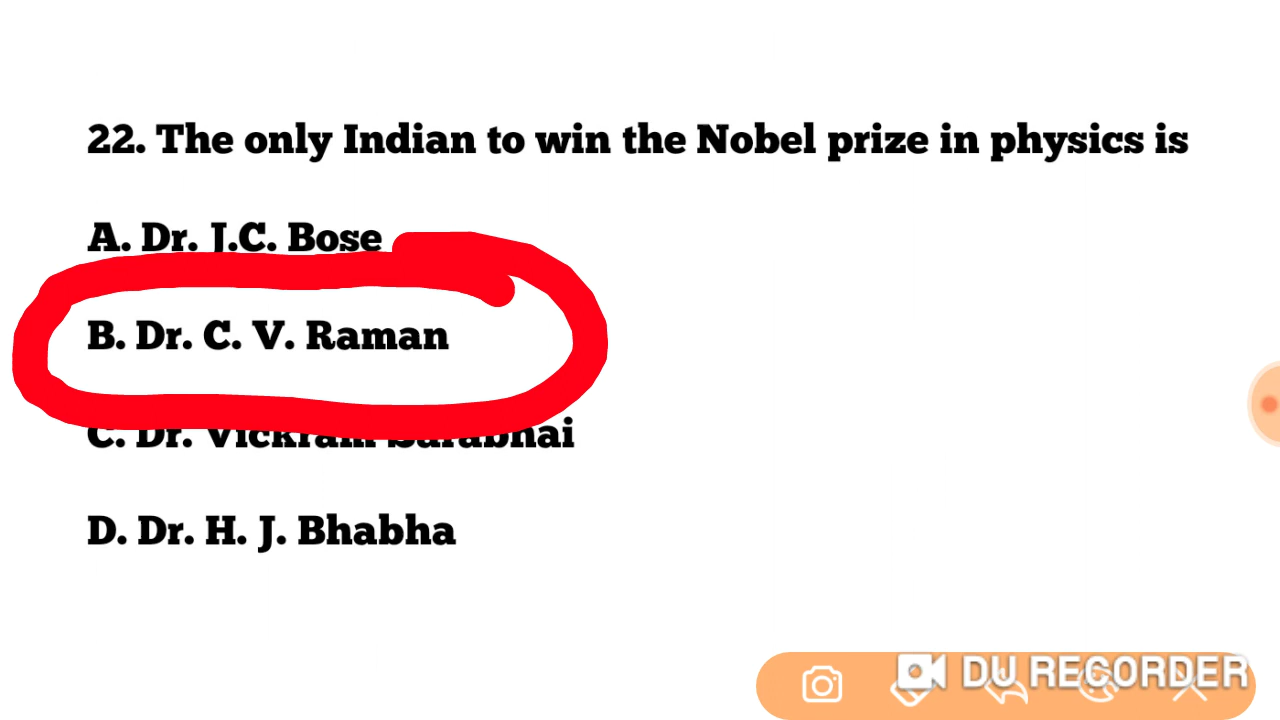 22. The only Indian to win the Nobel prize in physics is
A. Dr. J.C. Bose
B. Dr. C. V. Raman
C. Dr. Vickram Sarabhai
D. Dr. H. J. Bhabha
DU RECORDER